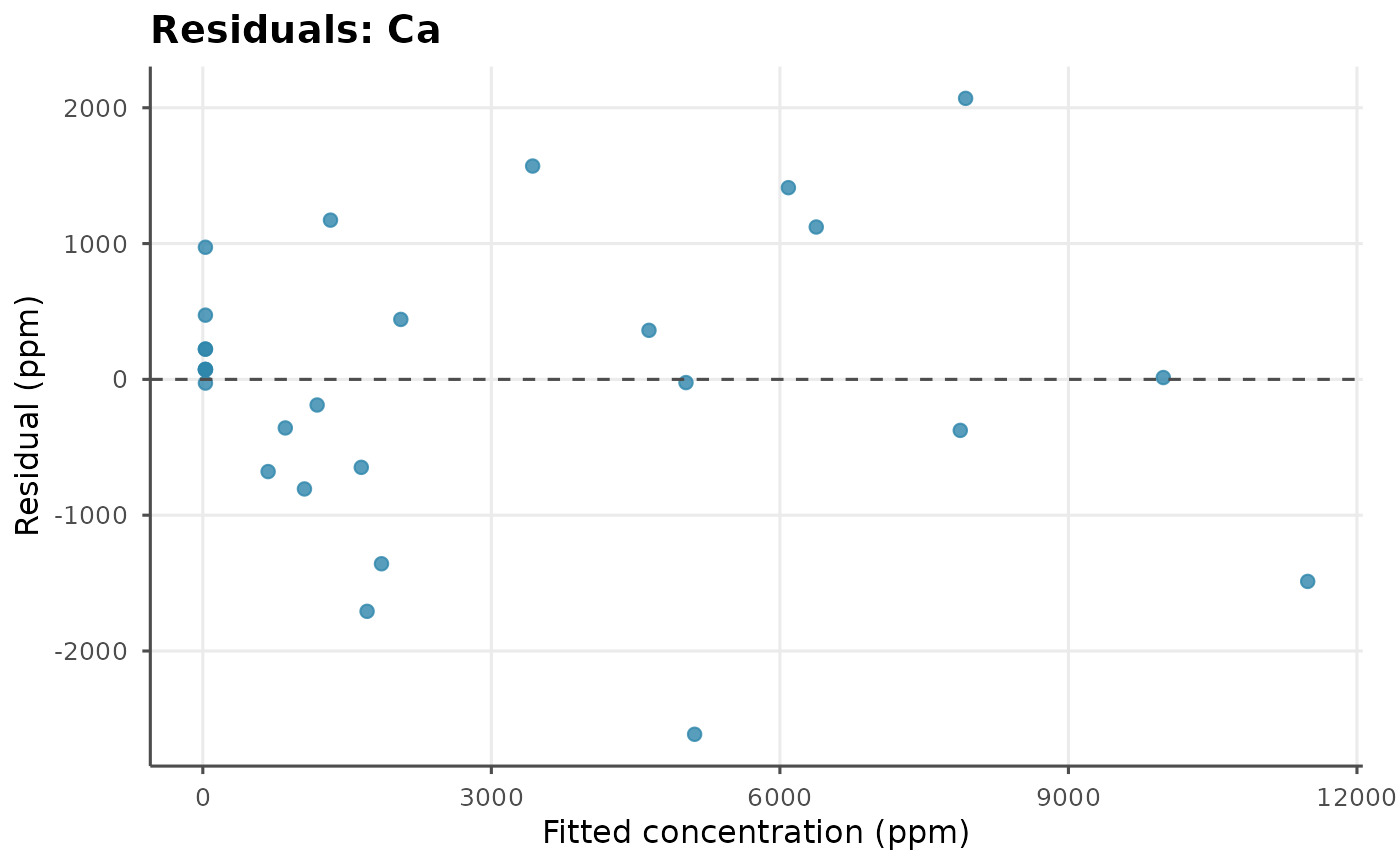 Residuals: Ca
Residual (ppm)
2000
1000
0
-1000
-2000
0 3000 6000 9000 12000
Fitted concentration (ppm)